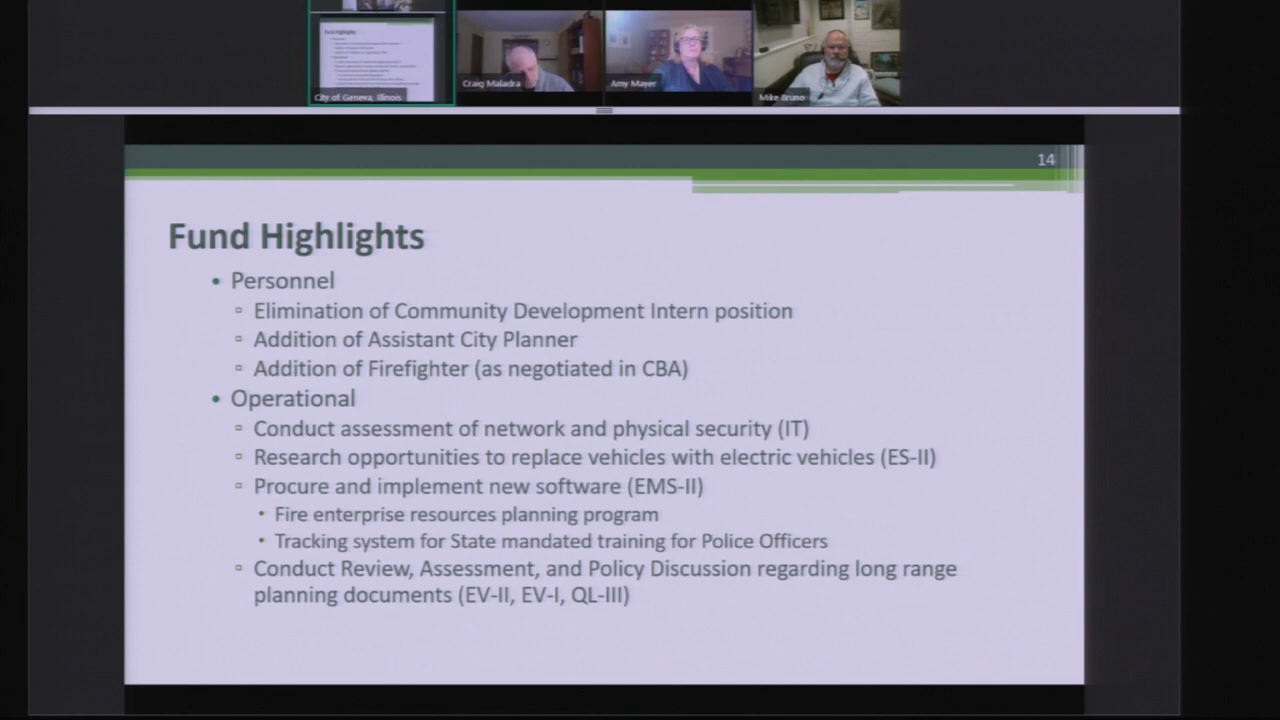 City of Geneva, Illinois
Craig Maladra
Amy Mayer
Mike Bruno
14
Fund Highlights
• Personnel
▫ Elimination of Community Development Intern position
▫ Addition of Assistant City Planner
▫ Addition of Firefighter (as negotiated in CBA)
• Operational
▫ Conduct assessment of network and physical security (IT)
▫ Research opportunities to replace vehicles with electric vehicles (ES-II)
▫ Procure and implement new software (EMS-II)
• Fire enterprise resources planning program
• Tracking system for State mandated training for Police Officers
▫ Conduct Review, Assessment, and Policy Discussion regarding long range
planning documents (EV-II, EV-I, QL-III)